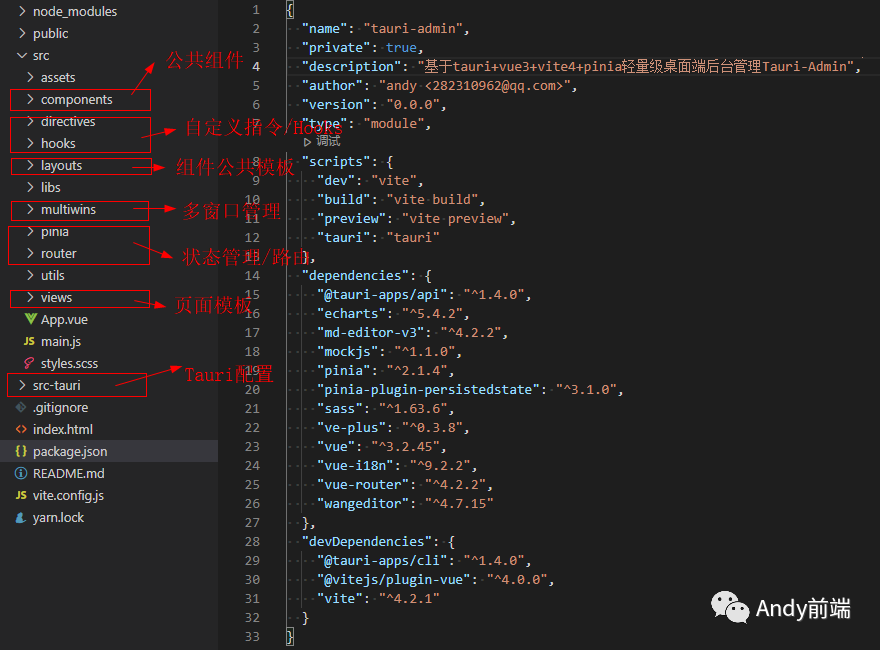 node_modules
public
src
assets
components
directives
hooks
layouts
libs
multiwins
pinia
router
utils
views
App.vue
JS main.js
styles.scss
src-tauri
.gitignore
<> index.html
{} package.json
README.md
JS vite.config.js
yarn.lock
公共组件
自定义指令/Hooks
组件公共模板
多窗口管理
状态管理/路由
页面模板
Tauri配置
1 {
2 "name": "tauri-admin",
3 "private": true,
4 "description": "基于tauri+vue3+vite4+pinia轻量级桌面端后台管理Tauri-Admin",
5 "author": "andy <282310962@qq.com>",
6 "version": "0.0.0",
7 "type": "module",
调试
8 "scripts": {
9 "dev": "vite",
10 "build": "vite build",
11 "preview": "vite preview",
12 "tauri": "tauri"
13 },
14 "dependencies": {
15 "@tauri-apps/api": "^1.4.0",
16 "echarts": "^5.4.2",
17 "md-editor-v3": "^4.2.2",
18 "mockjs": "^1.1.0",
19 "pinia": "^2.1.4",
20 "pinia-plugin-persistedstate": "^3.1.0",
21 "sass": "^1.63.6",
22 "ve-plus": "^0.3.8",
23 "vue": "^3.2.45",
24 "vue-i18n": "^9.2.2",
25 "vue-router": "^4.2.2",
26 "wangeditor": "^4.7.15"
27 },
28 "devDependencies": {
29 "@tauri-apps/cli": "^1.4.0",
30 "@vitejs/plugin-vue": "^4.0.0",
31 "vite": "^4.2.1"
32 }
33 }
Andy前端